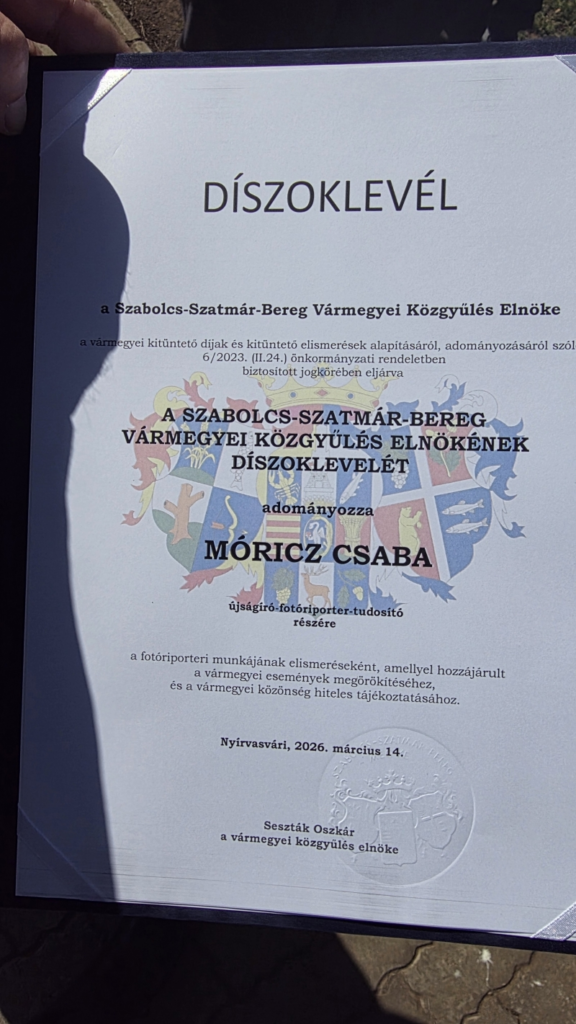 DÍSZOKLEVÉL
a Szabolcs-Szatmár-Bereg Vármegyei Közgyűlés Elnöke
a vármegyei kitüntető díjak és kitüntető elismerések alapításáról, adományozásáról szól
6/2023. (II.24.) önkormányzati rendeletben
biztosított jogkörében eljárva
A SZABOLCS-SZATMÁR-BEREG
VÁRMEGYEI KÖZGYŰLÉS ELNÖKÉNEK
DÍSZOKLEVELÉT
adományozza
MÓRICZ CSABA
újságíró-fotóriporter-tudosító
részére
a fotóriporteri munkájának elismeréseként, amellyel hozzájárult
a vármegyei események megörökítéséhez,
és a vármegyei közönség hiteles tájékoztatásához.
Nyírvasvári, 2026. március 14.
Seszták Oszkár
a vármegyei közgyűlés elnöke